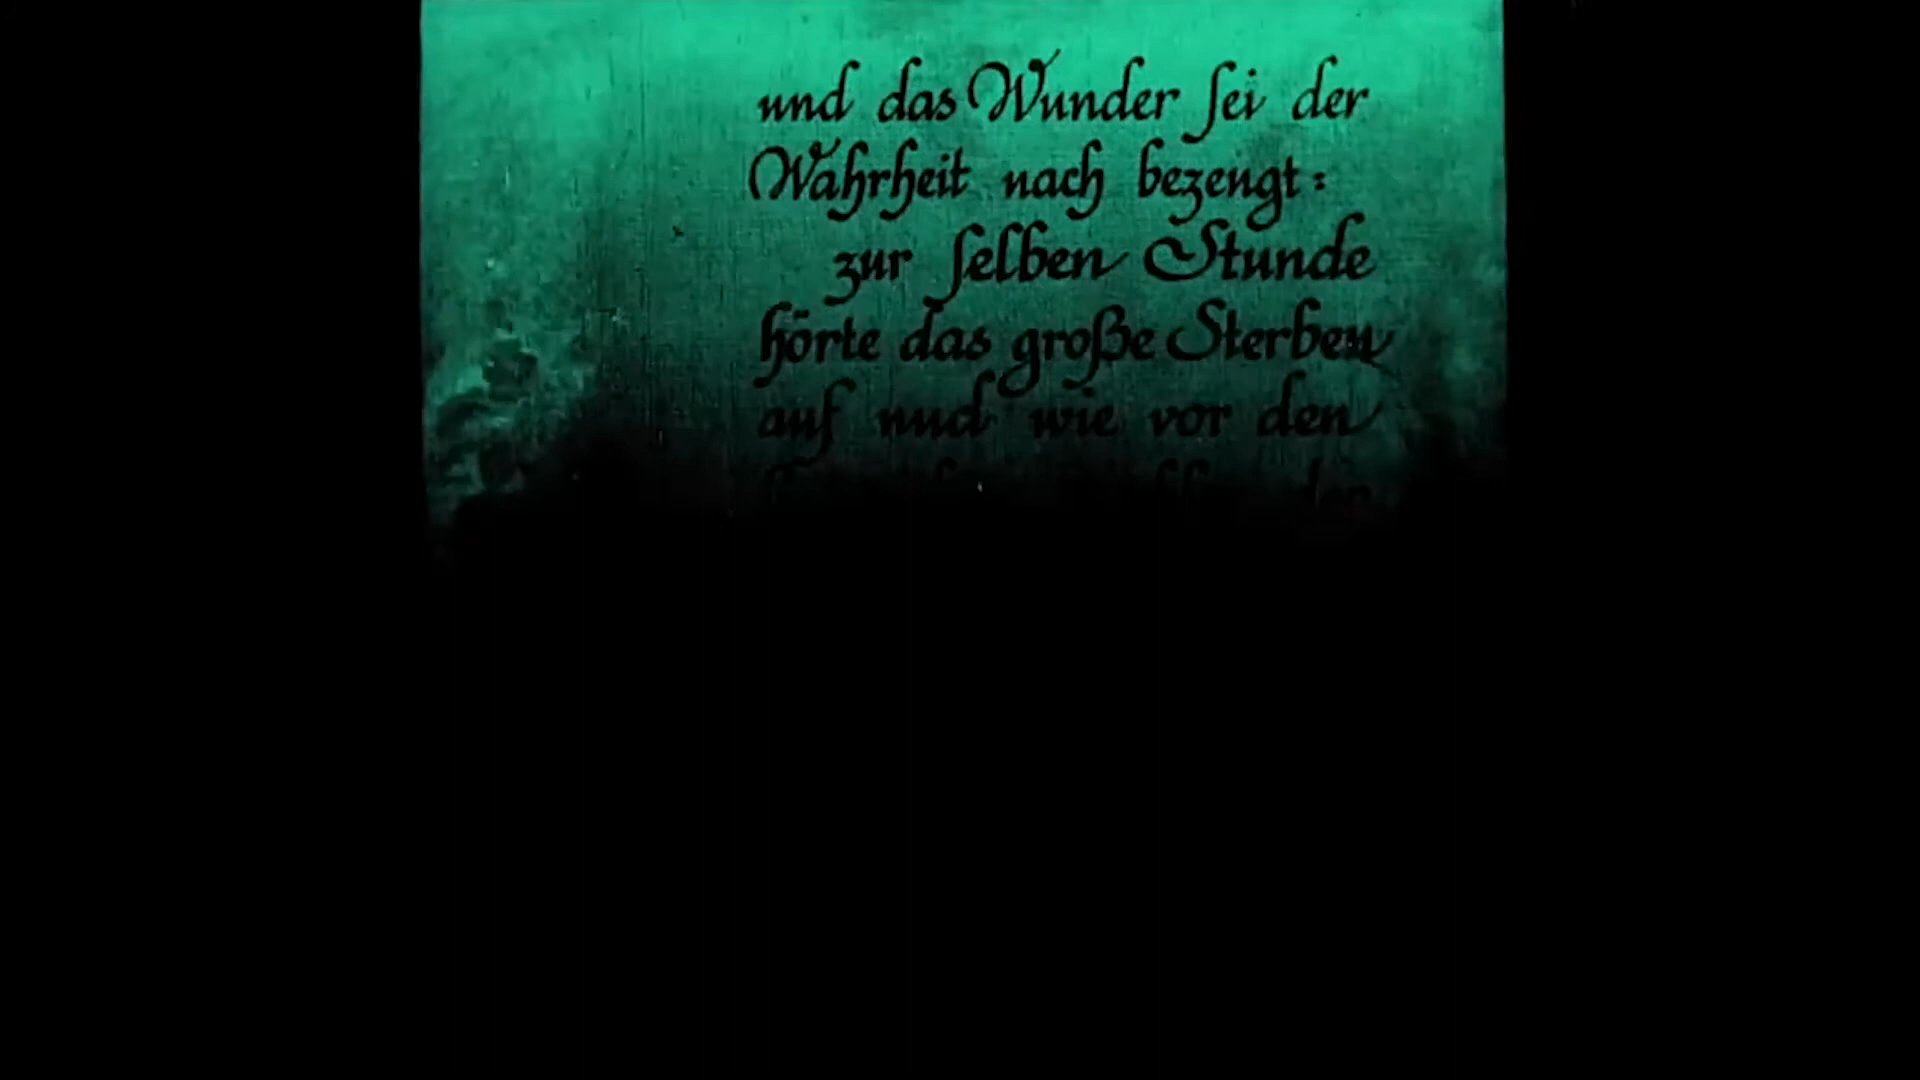 und das Wunder sei der
Wahrheit nach bezeugt:
zur selben Stunde
hörte das große Sterben
auf und wie vor den